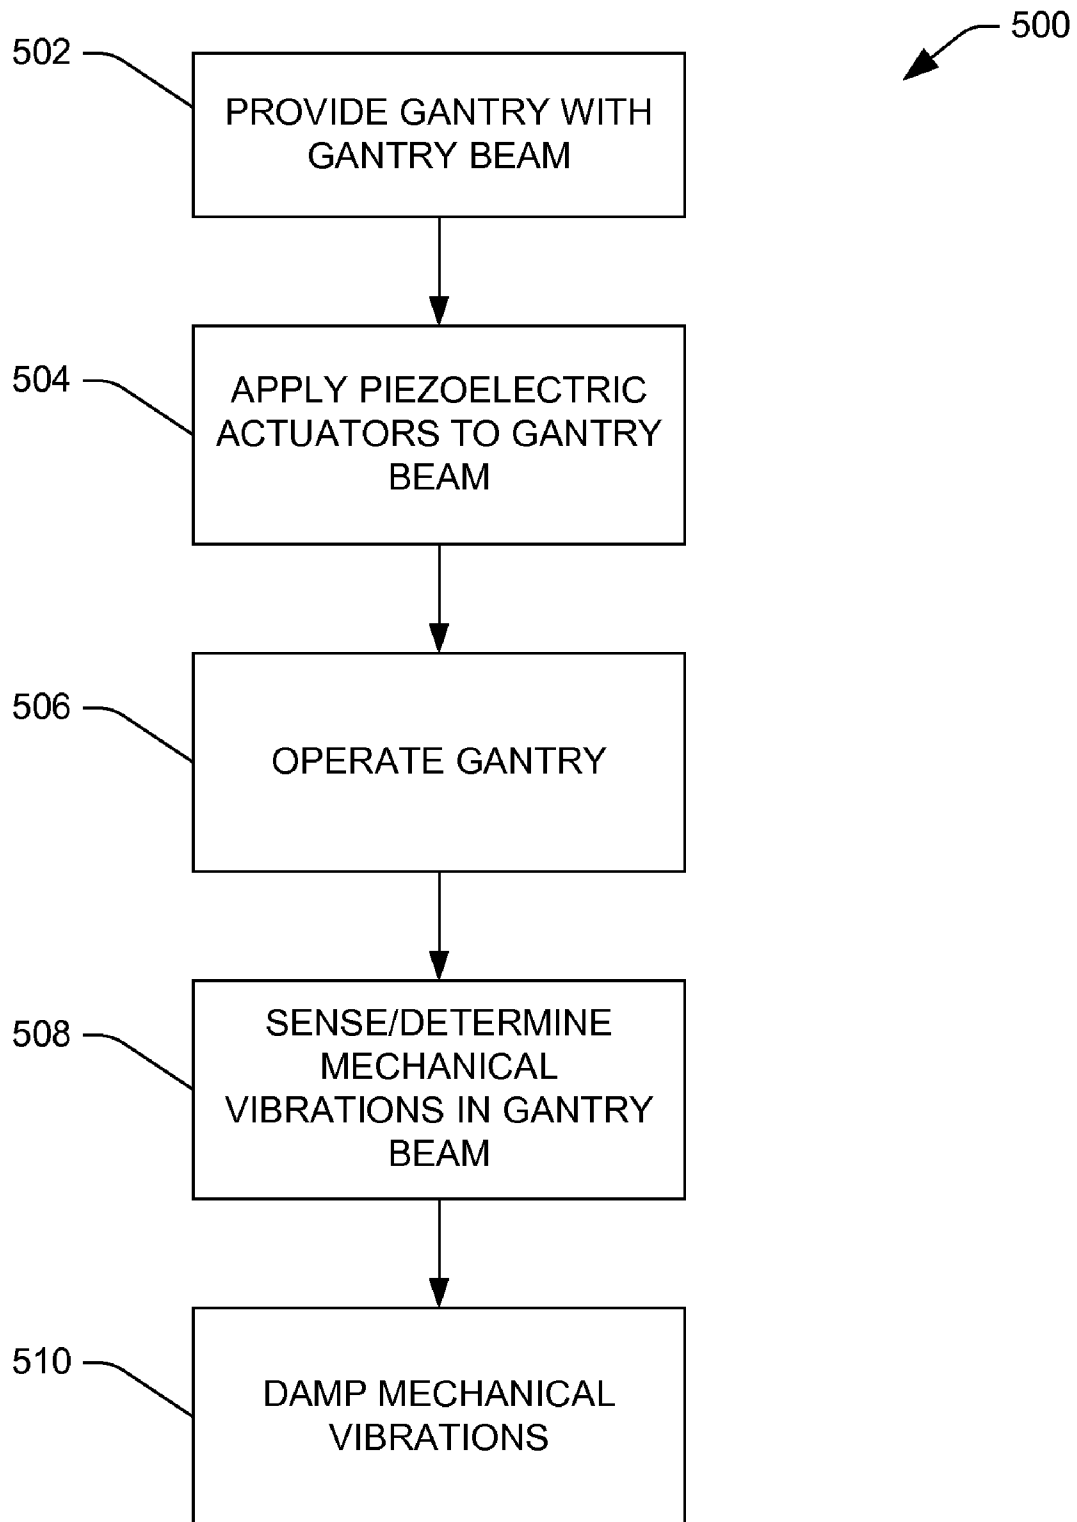 500
502
PROVIDE GANTRY WITH
GANTRY BEAM
504
APPLY PIEZOELECTRIC
ACTUATORS TO GANTRY
BEAM
506
OPERATE GANTRY
508
SENSE/DETERMINE
MECHANICAL
VIBRATIONS IN GANTRY
BEAM
510
DAMP MECHANICAL
VIBRATIONS